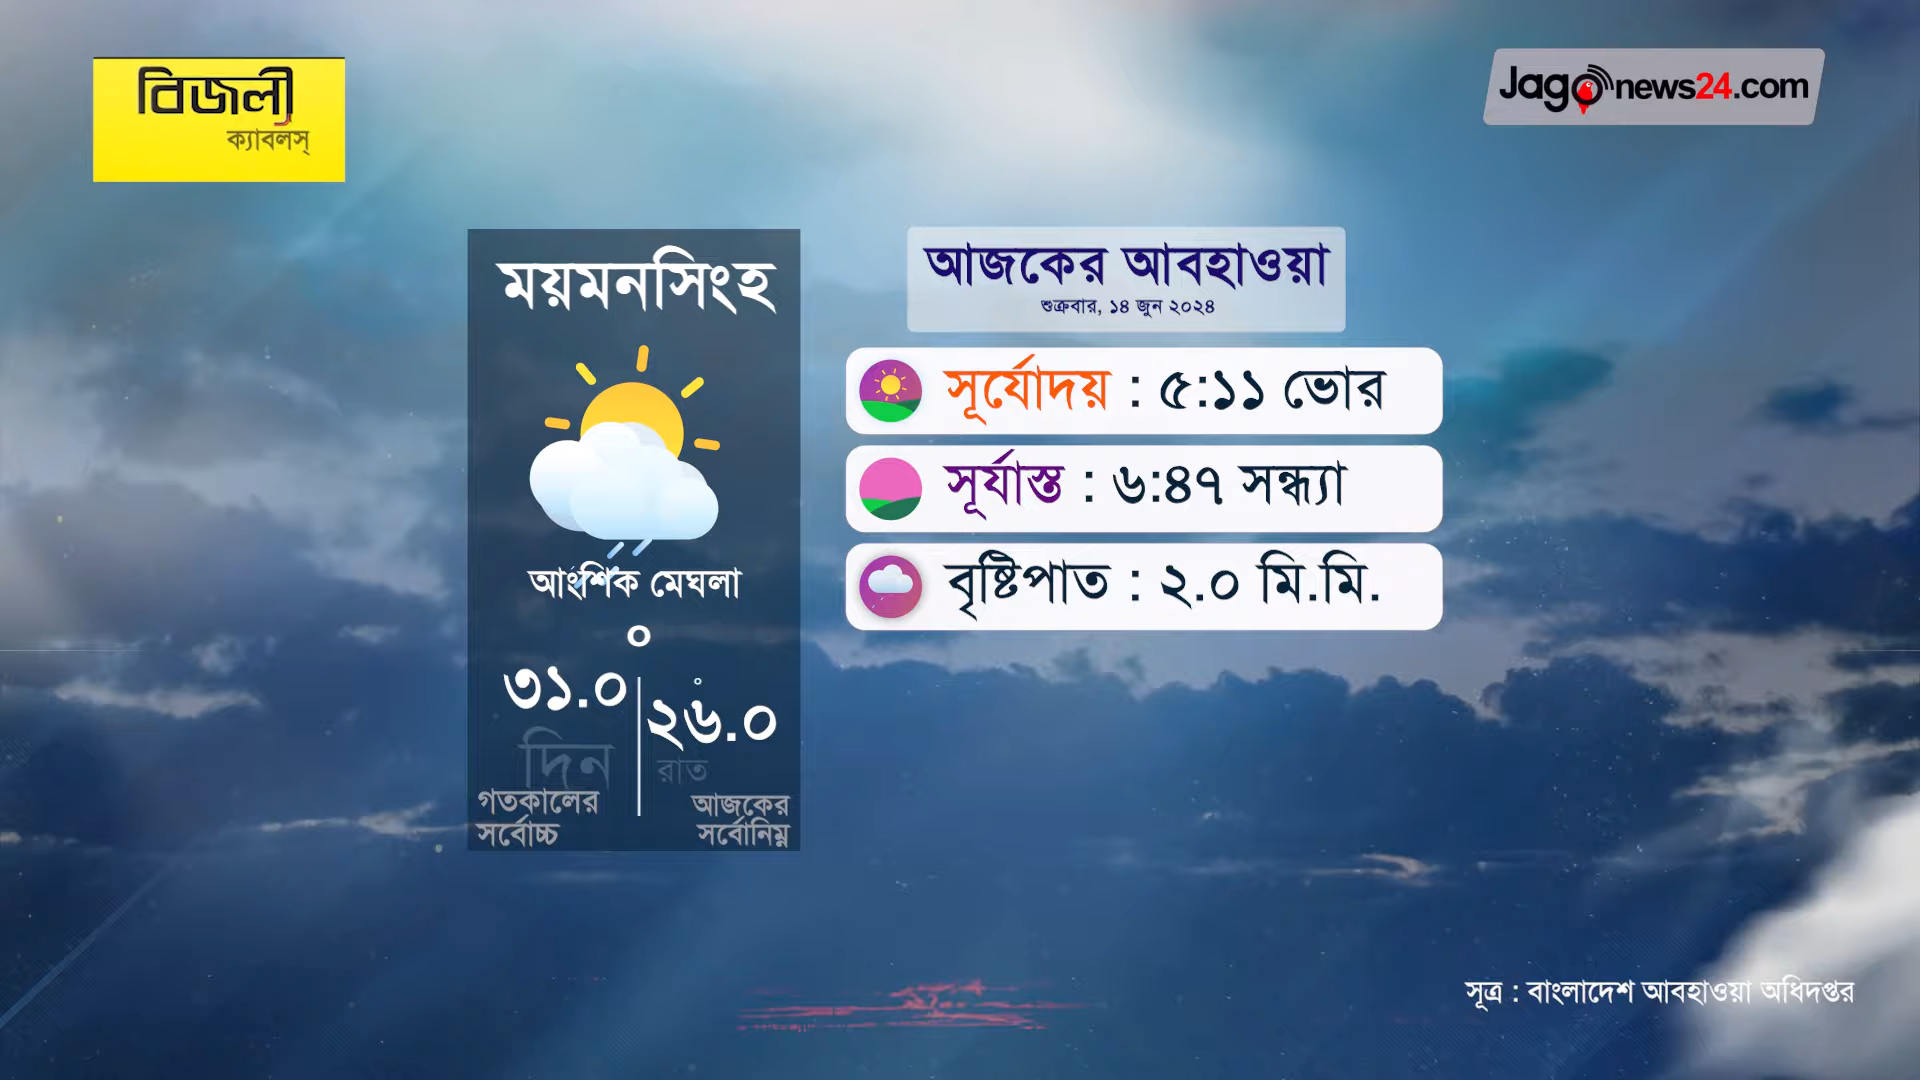 বিজলী
ক্যাবলস্
Jagonews24.com
ময়মনসিংহ
আংশিক মেঘলা
৩১.০°
২৬.০°
দিন
রাত
গতকালের
সর্বোচ্চ
আজকের
সর্বোনিম্ন
আজকের আবহাওয়া
শুক্রবার, ১৪ জুন ২০২৪
সূর্যোদয় : ৫:১১ ভোর
সূর্যাস্ত : ৬:৪৭ সন্ধ্যা
বৃষ্টিপাত : ২.০ মি.মি.
সূত্র : বাংলাদেশ আবহাওয়া অধিদপ্তর